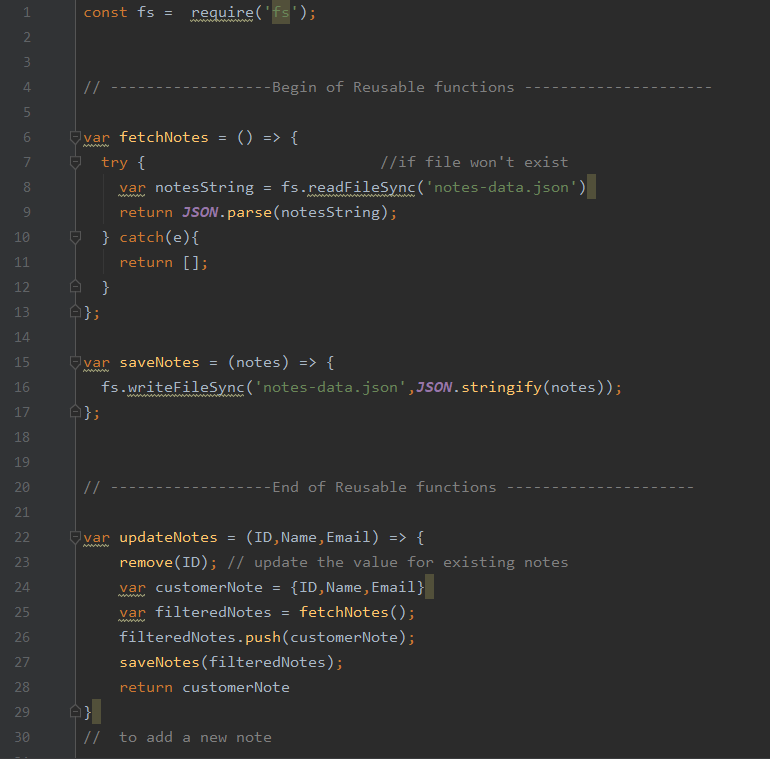 1 const fs =  require('fs');
2
3
4 // ------------------Begin of Reusable functions ---------------------
5
6 var fetchNotes = () => {
7   try {                          //if file won't exist
8     var notesString = fs.readFileSync('notes-data.json')
9     return JSON.parse(notesString);
10   } catch(e){
11     return [];
12   }
13 };
14
15 var saveNotes = (notes) => {
16   fs.writeFileSync('notes-data.json',JSON.stringify(notes));
17 };
18
19
20 // ------------------End of Reusable functions ---------------------
21
22 var updateNotes = (ID,Name,Email) => {
23     remove(ID); // update the value for existing notes
24     var customerNote = {ID,Name,Email}
25     var filteredNotes = fetchNotes();
26     filteredNotes.push(customerNote);
27     saveNotes(filteredNotes);
28     return customerNote
29 }
30 //  to add a new note